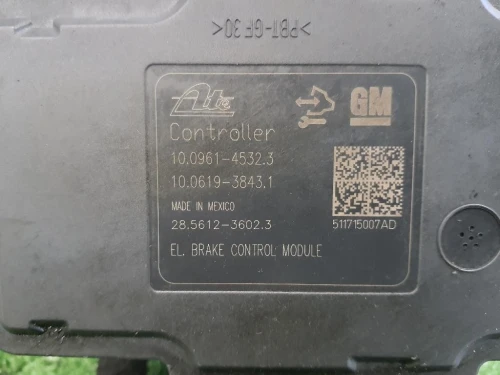 >PBT-GF30<
Ate
GM
Controller
10.0961-4532.3
10.0619-3843.1
MADE IN MEXICO
28.5612-3602.3
511715007AD
EL. BRAKE CONTROL MODULE